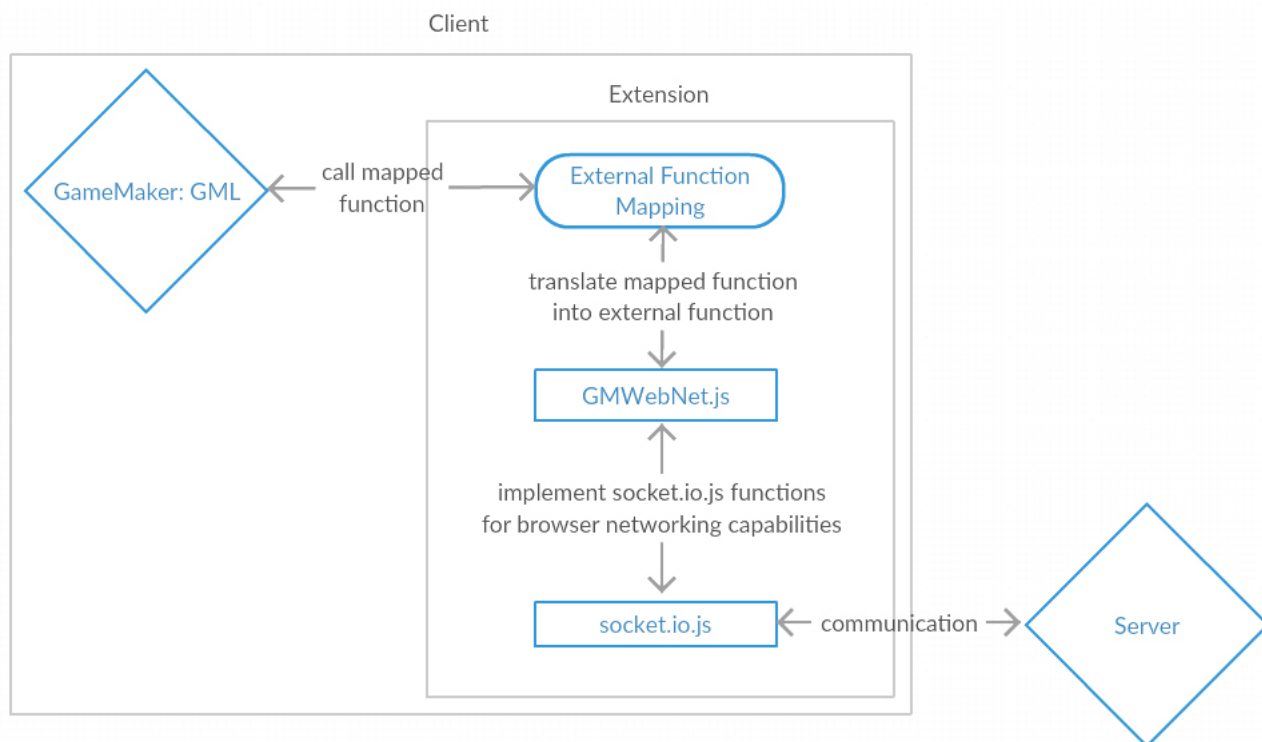 Client
Extension
GameMaker: GML
call mapped
function
External Function
Mapping
translate mapped function
into external function
GMWebNet.js
implement socket.io.js functions
for browser networking capabilities
socket.io.js
communication
Server